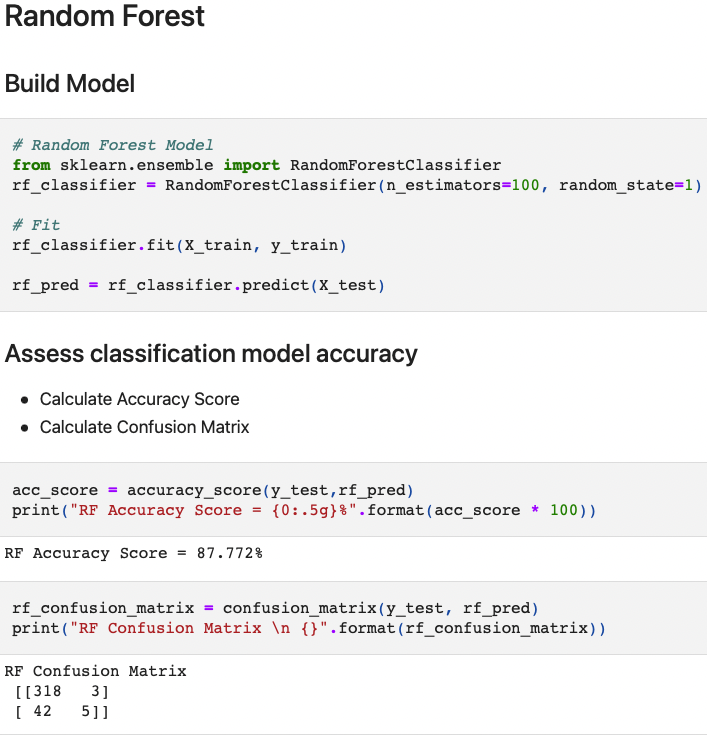 Random Forest
Build Model
# Random Forest Model
from sklearn.ensemble import RandomForestClassifier
rf_classifier = RandomForestClassifier(n_estimators=100, random_state=1)
# Fit
rf_classifier.fit(X_train, y_train)
rf_pred = rf_classifier.predict(X_test)
Assess classification model accuracy
• Calculate Accuracy Score
• Calculate Confusion Matrix
acc_score = accuracy_score(y_test,rf_pred)
print("RF Accuracy Score = {0:.5g}%".format(acc_score * 100))
RF Accuracy Score = 87.772%
rf_confusion_matrix = confusion_matrix(y_test, rf_pred)
print("RF Confusion Matrix \n {}".format(rf_confusion_matrix))
RF Confusion Matrix
[[318   3]
[ 42   5]]